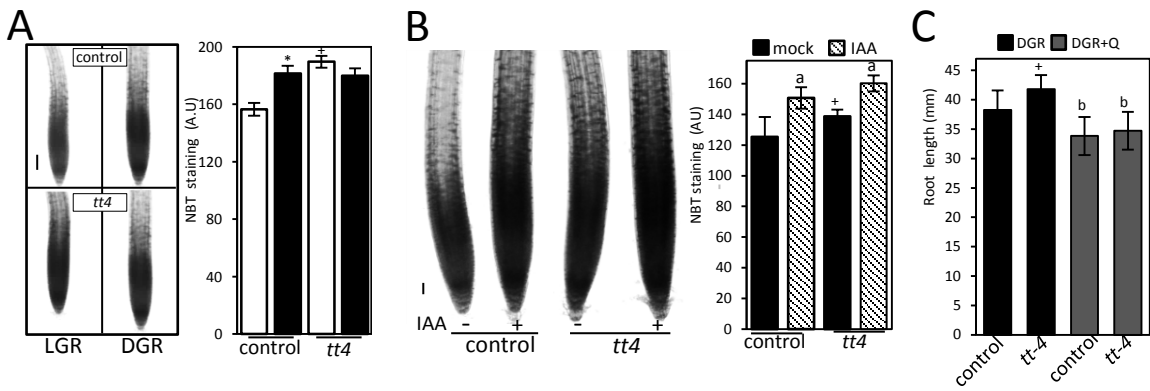 A
control
tt4
LGR DGR
NBT staining (A.U)
200
160
120
80
40
0
*
+
control tt4
B
IAA - + - +
control tt4
mock IAA
NBT staining (AU)
180
160
140
120
100
80
60
40
20
0
a
+
a
control tt4
C
DGR DGR+Q
Root length (mm)
45
40
35
30
25
20
15
10
5
0
+
b
b
control tt-4 control tt-4